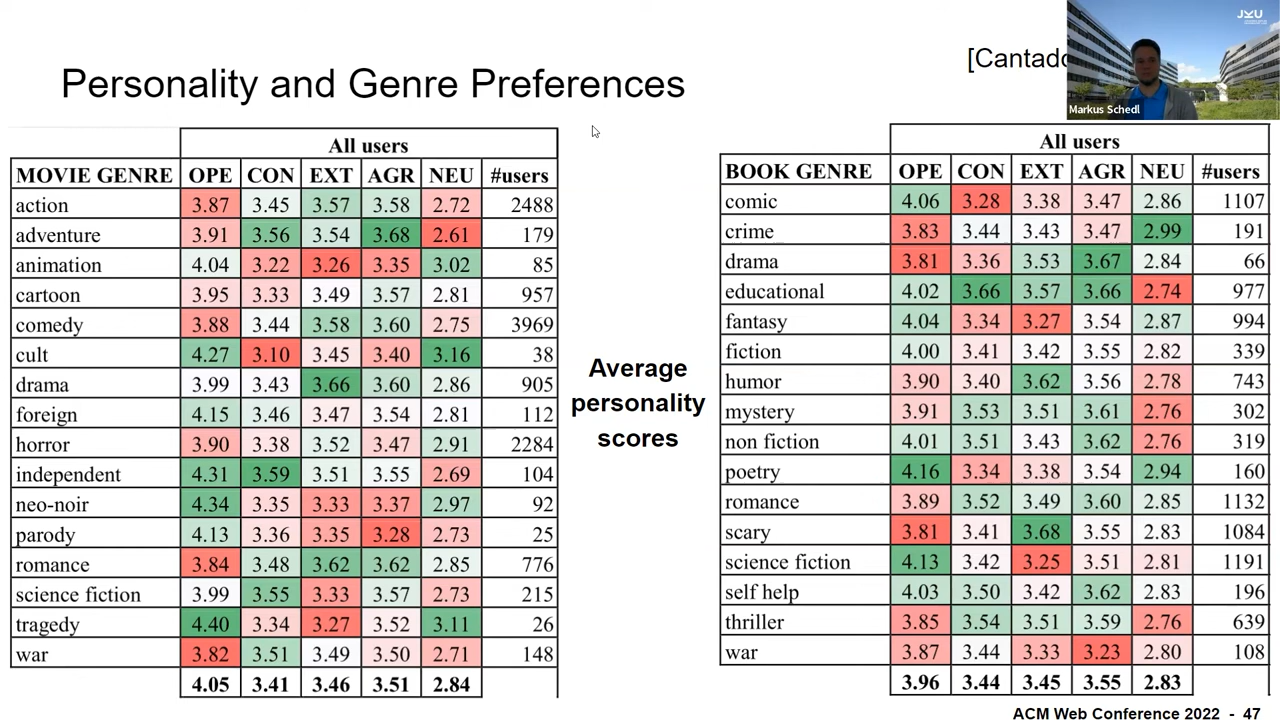 JKU
[Cantado
Personality and Genre Preferences
Markus Schedl
All users
MOVIE GENRE OPE CON EXT AGR NEU #users
action 3.87 3.45 3.57 3.58 2.72 2488
adventure 3.91 3.56 3.54 3.68 2.61 179
animation 4.04 3.22 3.26 3.35 3.02 85
cartoon 3.95 3.33 3.49 3.57 2.81 957
comedy 3.88 3.44 3.58 3.60 2.75 3969
cult 4.27 3.10 3.45 3.40 3.16 38
drama 3.99 3.43 3.66 3.60 2.86 905
foreign 4.15 3.46 3.47 3.54 2.81 112
horror 3.90 3.38 3.52 3.47 2.91 2284
independent 4.31 3.59 3.51 3.55 2.69 104
neo-noir 4.34 3.35 3.33 3.37 2.97 92
parody 4.13 3.36 3.35 3.28 2.73 25
romance 3.84 3.48 3.62 3.62 2.85 776
science fiction 3.99 3.55 3.33 3.57 2.73 215
tragedy 4.40 3.34 3.27 3.52 3.11 26
war 3.82 3.51 3.49 3.50 2.71 148
4.05 3.41 3.46 3.51 2.84
Average
personality
scores
All users
BOOK GENRE OPE CON EXT AGR NEU #users
comic 4.06 3.28 3.38 3.47 2.86 1107
crime 3.83 3.44 3.43 3.47 2.99 191
drama 3.81 3.36 3.53 3.67 2.84 66
educational 4.02 3.66 3.57 3.66 2.74 977
fantasy 4.04 3.34 3.27 3.54 2.87 994
fiction 4.00 3.41 3.42 3.55 2.82 339
humor 3.90 3.40 3.62 3.56 2.78 743
mystery 3.91 3.53 3.51 3.61 2.76 302
non fiction 4.01 3.51 3.43 3.62 2.76 319
poetry 4.16 3.34 3.38 3.54 2.94 160
romance 3.89 3.52 3.49 3.60 2.85 1132
scary 3.81 3.41 3.68 3.55 2.83 1084
science fiction 4.13 3.42 3.25 3.51 2.81 1191
self help 4.03 3.50 3.42 3.62 2.83 196
thriller 3.85 3.54 3.51 3.59 2.76 639
war 3.87 3.44 3.33 3.23 2.80 108
3.96 3.44 3.45 3.55 2.83
ACM Web Conference 2022 - 47